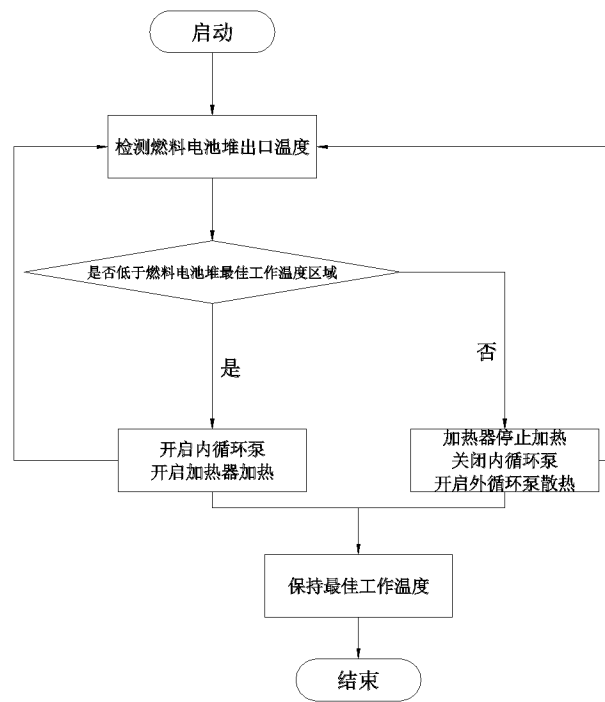 启动
检测燃料电池堆出口温度
是否低于燃料电池堆最佳工作温度区域
是
否
开启内循环泵
开启加热器加热
加热器停止加热
关闭内循环泵
开启外循环泵散热
保持最佳工作温度
结束